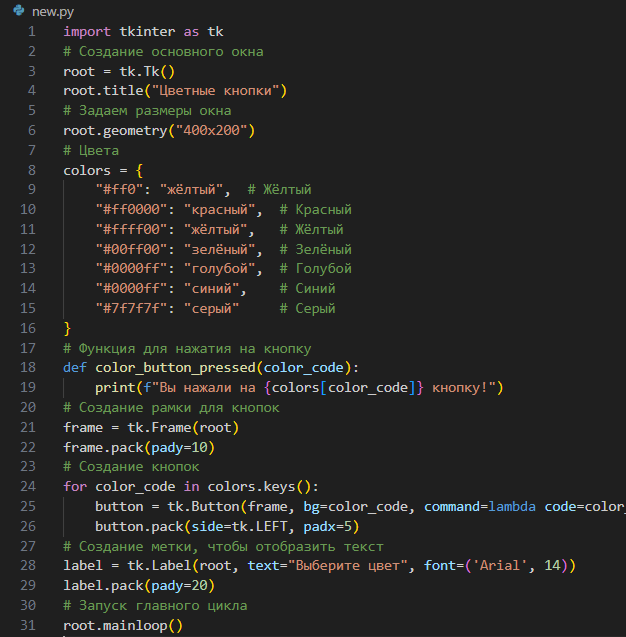 new.py
1 import tkinter as tk
2 # Создание основного окна
3 root = tk.Tk()
4 root.title("Цветные кнопки")
5 # Задаем размеры окна
6 root.geometry("400x200")
7 # Цвета
8 colors = {
9 "#ff0": "жёлтый", # Жёлтый
10 "#ff0000": "красный", # Красный
11 "#ffff00": "жёлтый", # Жёлтый
12 "#00ff00": "зелёный", # Зелёный
13 "#0000ff": "голубой", # Голубой
14 "#0000ff": "синий", # Синий
15 "#7f7f7f": "серый" # Серый
16 }
17 # Функция для нажатия на кнопку
18 def color_button_pressed(color_code):
19 print(f"Вы нажали на {colors[color_code]} кнопку!")
20 # Создание рамки для кнопок
21 frame = tk.Frame(root)
22 frame.pack(pady=10)
23 # Создание кнопок
24 for color_code in colors.keys():
25 button = tk.Button(frame, bg=color_code, command=lambda code=color_
26 button.pack(side=tk.LEFT, padx=5)
27 # Создание метки, чтобы отобразить текст
28 label = tk.Label(root, text="Выберите цвет", font=('Arial', 14))
29 label.pack(pady=20)
30 # Запуск главного цикла
31 root.mainloop()